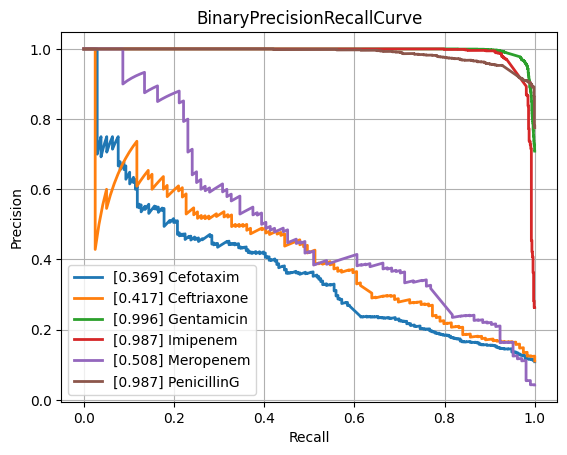 BinaryPrecisionRecallCurve
Precision
1.0
0.8
0.6
0.4
0.2
0.0
[0.369] Cefotaxim
[0.417] Ceftriaxone
[0.996] Gentamicin
[0.987] Imipenem
[0.508] Meropenem
[0.987] PenicillinG
0.0 0.2 0.4 0.6 0.8 1.0
Recall